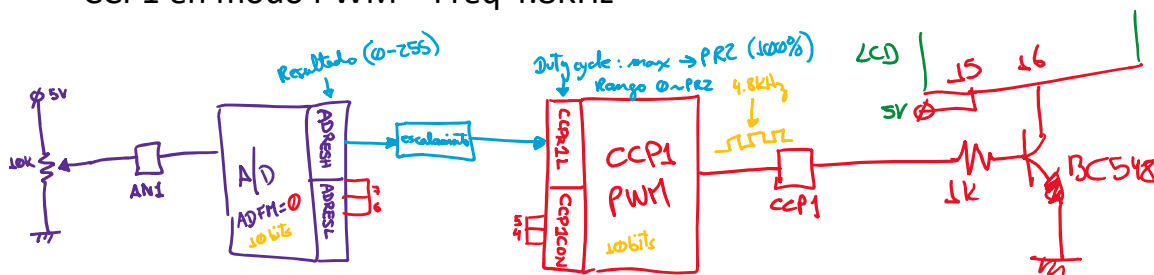 CCP1 en modo PWM – Freq 4.8KHz
5V
10K
AN1
A/D
ADFM=0
10bits
ADRESH
ADRESL
7
6
Resultado (0-255)
escalamiento
Duty cycle: max → PR2 (100%)
Rango 0~PR2
CCPR1L
CCP1CON
5
4
CCP1
PWM
10bits
4.8KHz
CCP1
1K
BC548
LCD
15
16
5V